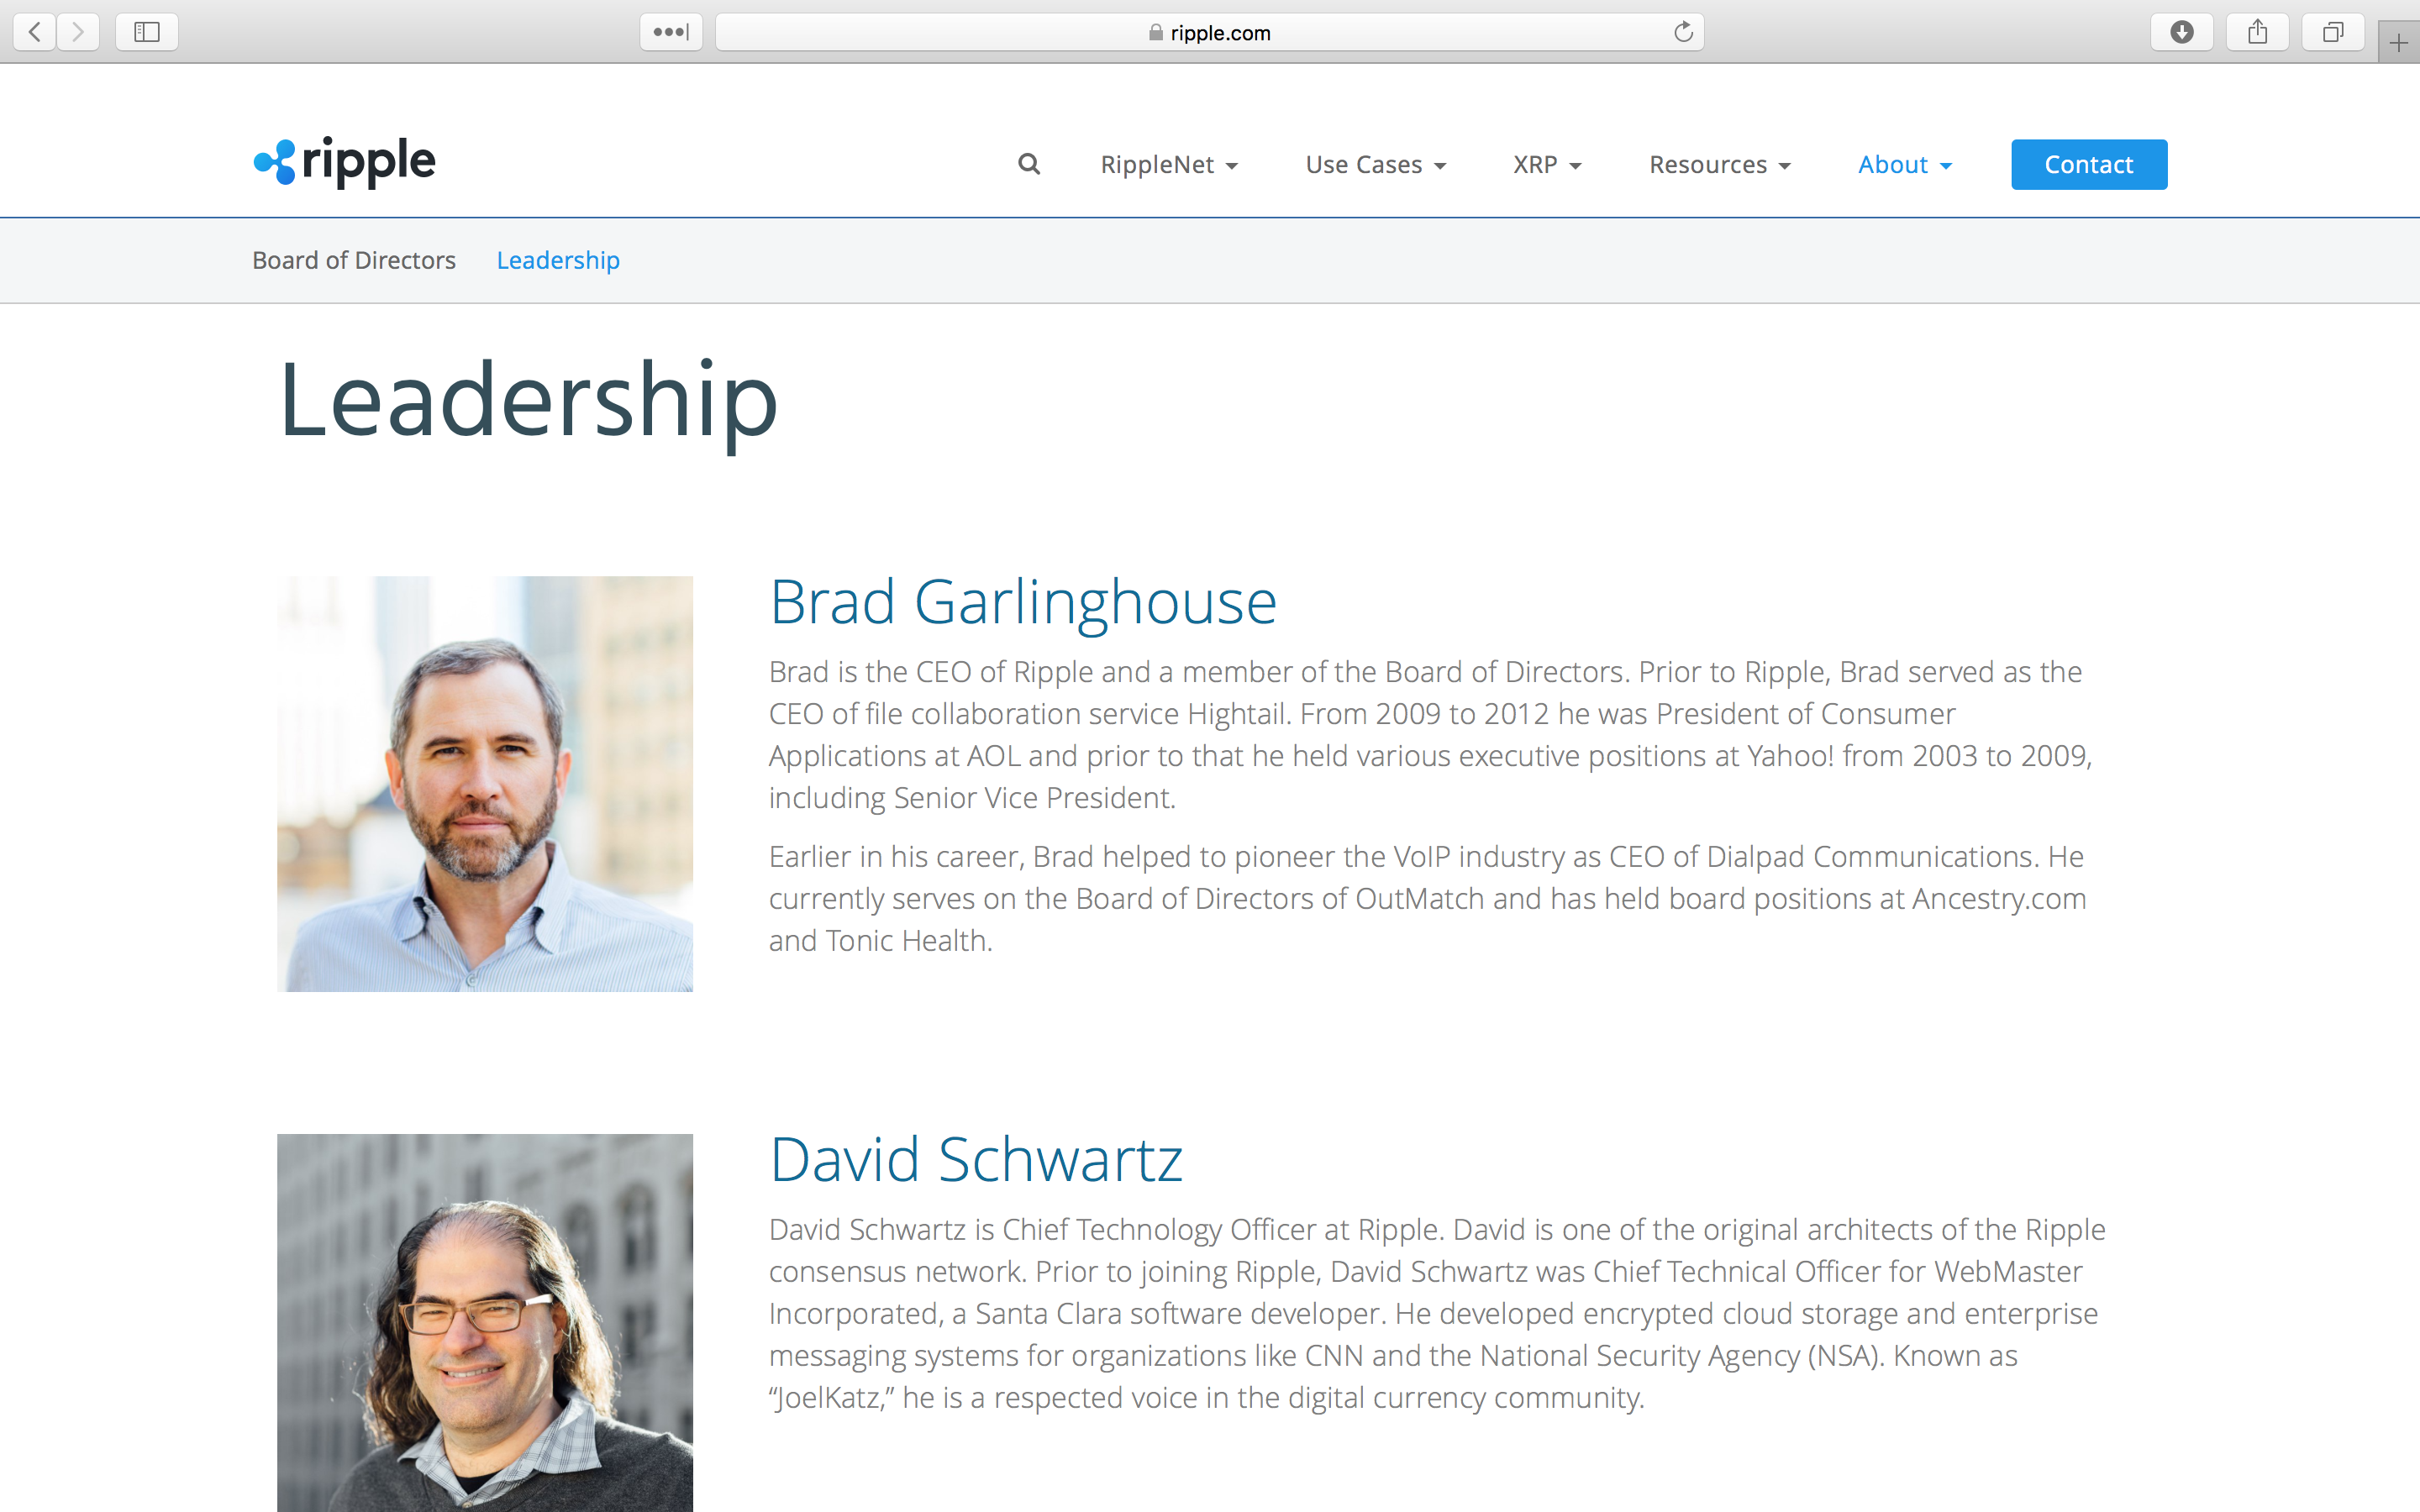 ripple.com
ripple
RippleNet
Use Cases
XRP
Resources
About
Contact
Board of Directors
Leadership
Leadership
Brad Garlinghouse
Brad is the CEO of Ripple and a member of the Board of Directors. Prior to Ripple, Brad served as the
CEO of file collaboration service Hightail. From 2009 to 2012 he was President of Consumer
Applications at AOL and prior to that he held various executive positions at Yahoo! from 2003 to 2009,
including Senior Vice President.
Earlier in his career, Brad helped to pioneer the VoIP industry as CEO of Dialpad Communications. He
currently serves on the Board of Directors of OutMatch and has held board positions at Ancestry.com
and Tonic Health.
David Schwartz
David Schwartz is Chief Technology Officer at Ripple. David is one of the original architects of the Ripple
consensus network. Prior to joining Ripple, David Schwartz was Chief Technical Officer for WebMaster
Incorporated, a Santa Clara software developer. He developed encrypted cloud storage and enterprise
messaging systems for organizations like CNN and the National Security Agency (NSA). Known as
“JoelKatz,” he is a respected voice in the digital currency community.